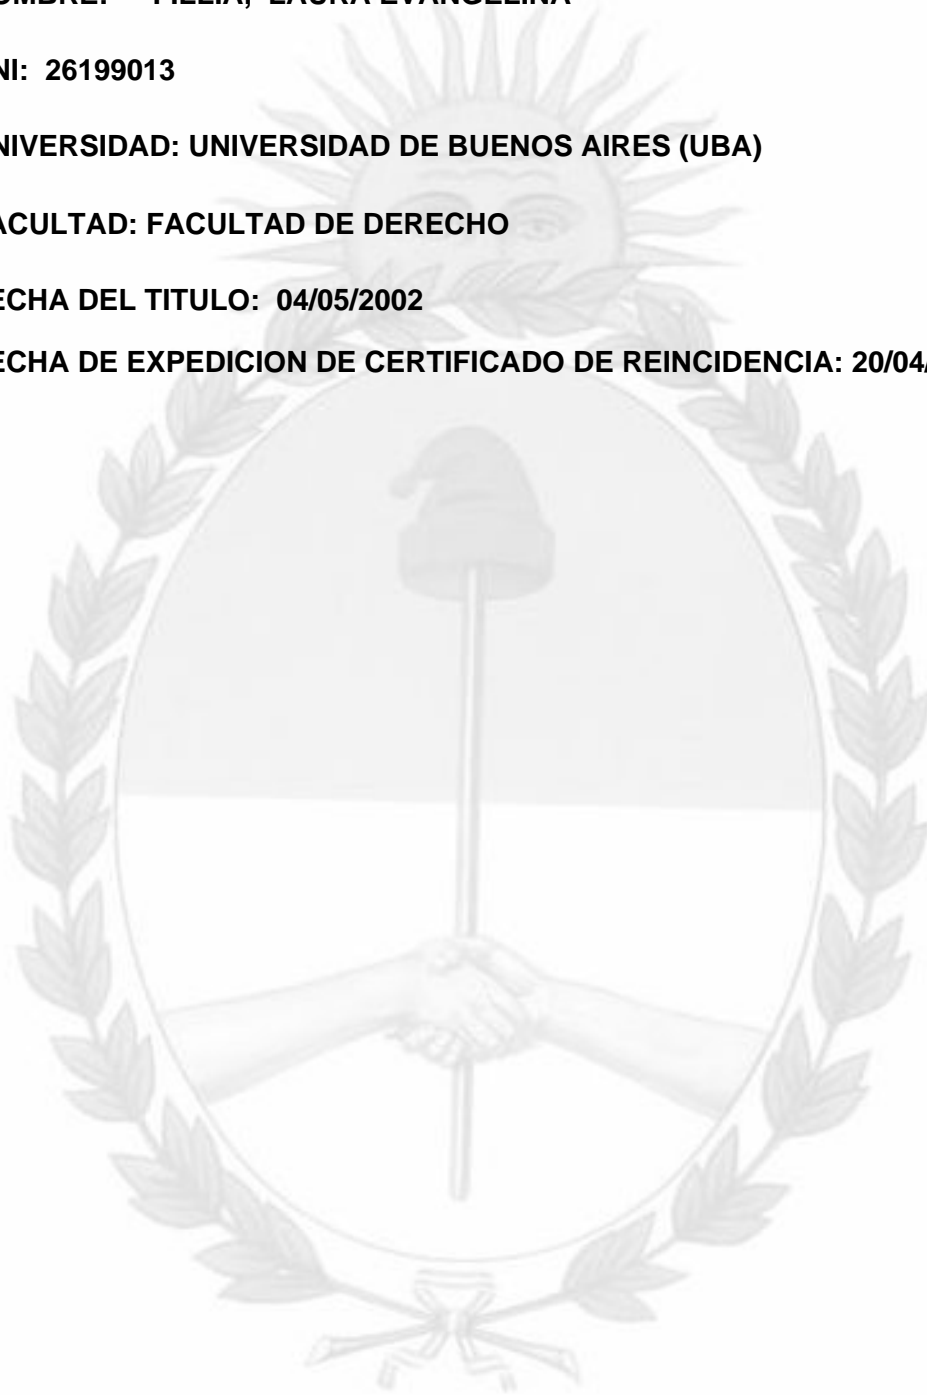 OMBRE: LAURA EVANGELINA
NI: 26199013
NIVERSIDAD: UNIVERSIDAD DE BUENOS AIRES (UBA)
ACULTAD: FACULTAD DE DERECHO
ECHA DEL TITULO: 04/05/2002
ECHA DE EXPEDICION DE CERTIFICADO DE REINCIDENCIA: 20/04/